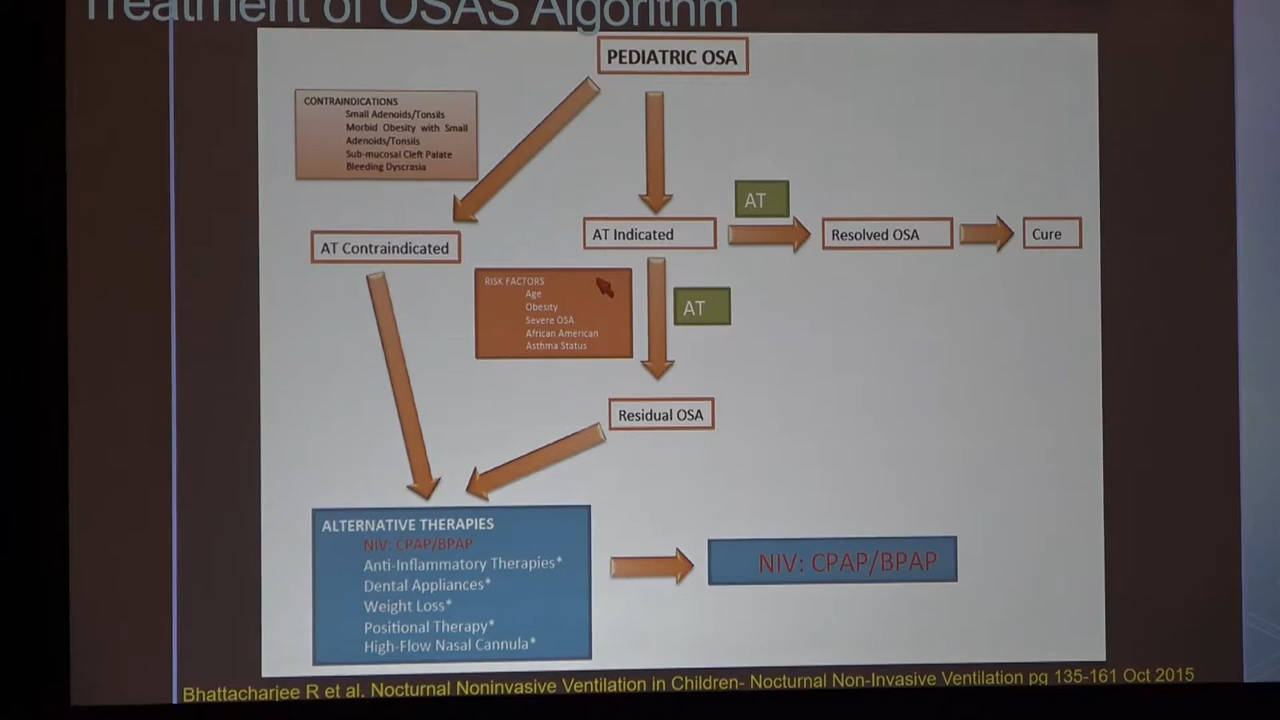 Treatment of OSAS Algorithm
PEDIATRIC OSA
CONTRAINDICATIONS
Small Adenoids/Tonsils
Morbid Obesity with Small
Adenoids/Tonsils
Sub-mucosal Cleft Palate
Bleeding Dyscrasia
AT
AT Contraindicated
AT Indicated
Resolved OSA
Cure
RISK FACTORS
Age
Obesity
Severe OSA
African American
Asthma Status
AT
Residual OSA
ALTERNATIVE THERAPIES
NIV: CPAP/BPAP
Anti-Inflammatory Therapies*
Dental Appliances*
Weight Loss*
Positional Therapy*
High-Flow Nasal Cannula*
NIV: CPAP/BPAP
Bhattacharjee R et al. Nocturnal Noninvasive Ventilation in Children- Nocturnal Non-Invasive Ventilation pg 135-161 Oct 2015